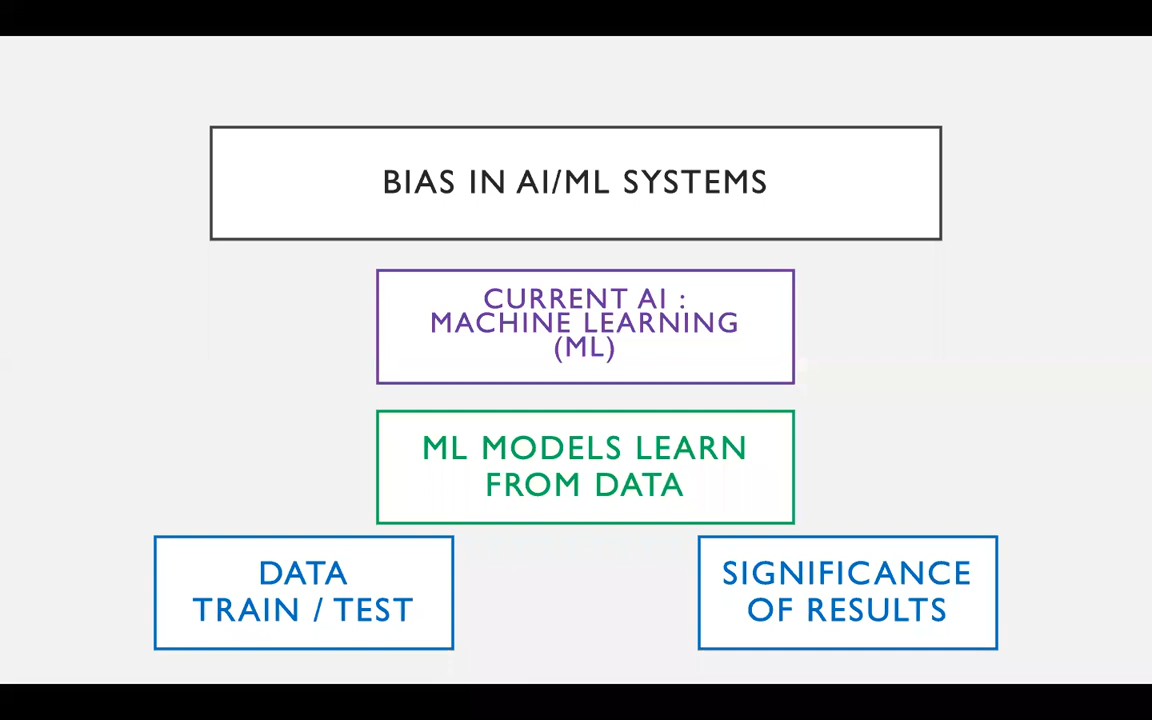 BIAS IN AI/ML SYSTEMS
CURRENT AI :
MACHINE LEARNING
(ML)
ML MODELS LEARN
FROM DATA
DATA
TRAIN / TEST
SIGNIFICANCE
OF RESULTS